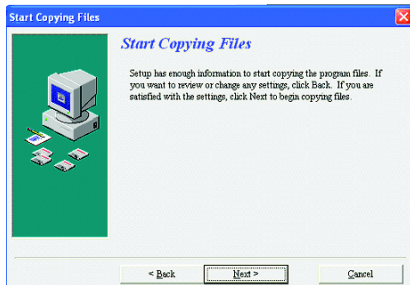 Start Copying Files
Start Copying Files
Setup has enough information to start copying the program files. If
you want to review or change any settings, click Back. If you are
satisfied with the settings, click Next to begin copying files.
< Back
Next >
Cancel